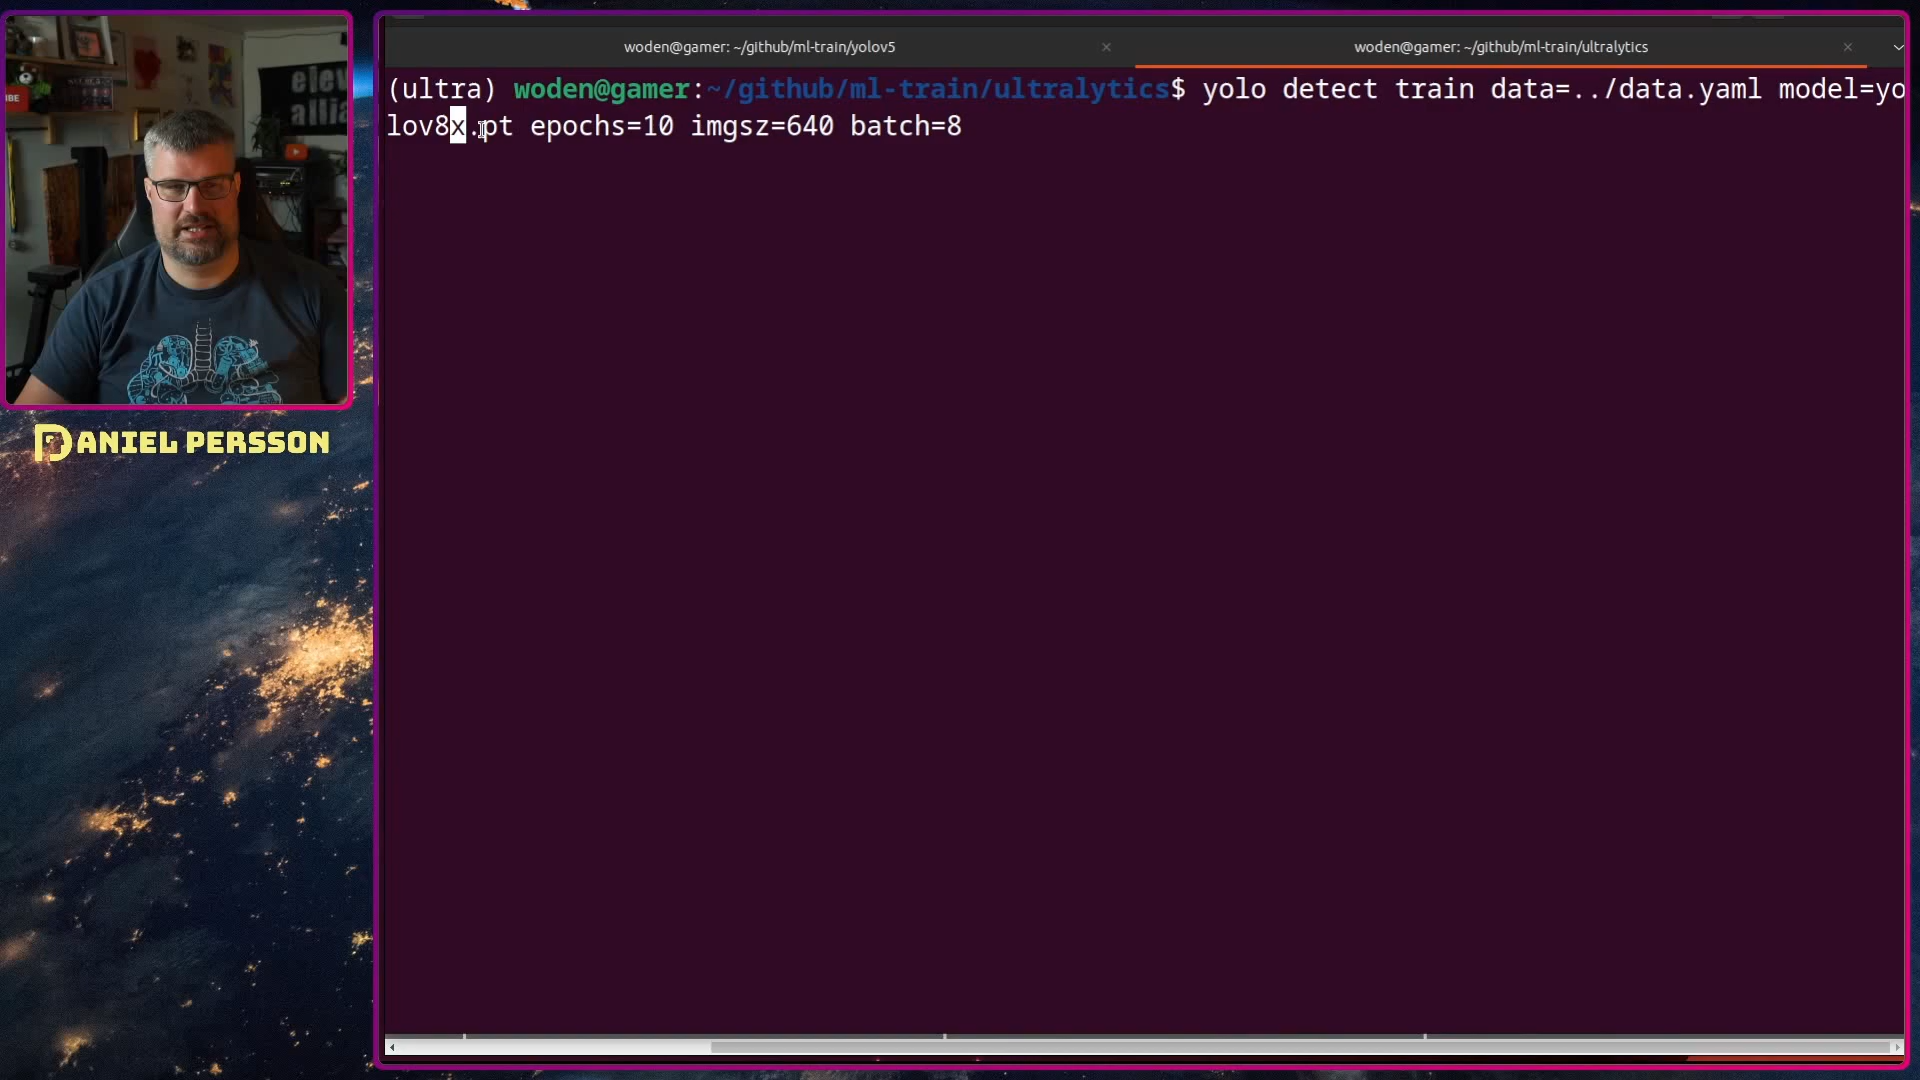 woden@gamer: ~/github/ml-train/yolov5
woden@gamer: ~/github/ml-train/ultralytics
(ultra) woden@gamer:~/github/ml-train/ultralytics$ yolo detect train data=../data.yaml model=yo
lov8x.pt epochs=10 imgsz=640 batch=8
DANIEL PERSSON